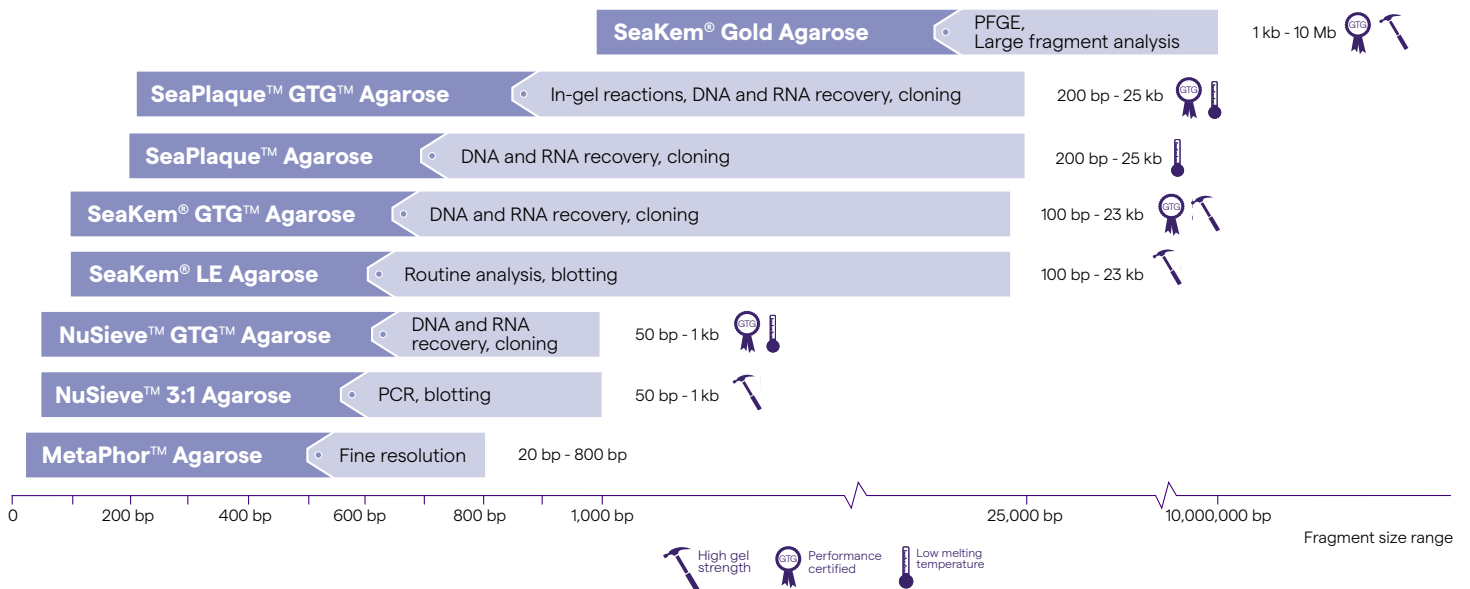 SeaKem® Gold Agarose
PFGE,
Large fragment analysis
1 kb - 10 Mb
GTG
SeaPlaque™ GTG™ Agarose
In-gel reactions, DNA and RNA recovery, cloning
200 bp - 25 kb
GTG
SeaPlaque™ Agarose
DNA and RNA recovery, cloning
200 bp - 25 kb
SeaKem® GTG™ Agarose
DNA and RNA recovery, cloning
100 bp - 23 kb
GTG
SeaKem® LE Agarose
Routine analysis, blotting
100 bp - 23 kb
NuSieve™ GTG™ Agarose
DNA and RNA
recovery, cloning
50 bp - 1 kb
GTG
NuSieve™ 3:1 Agarose
PCR, blotting
50 bp - 1 kb
MetaPhor™ Agarose
Fine resolution
20 bp - 800 bp
0
200 bp
400 bp
600 bp
800 bp
1,000 bp
25,000 bp
10,000,000 bp
Fragment size range
High gel
strength
GTG
Performance
certified
Low melting
temperature